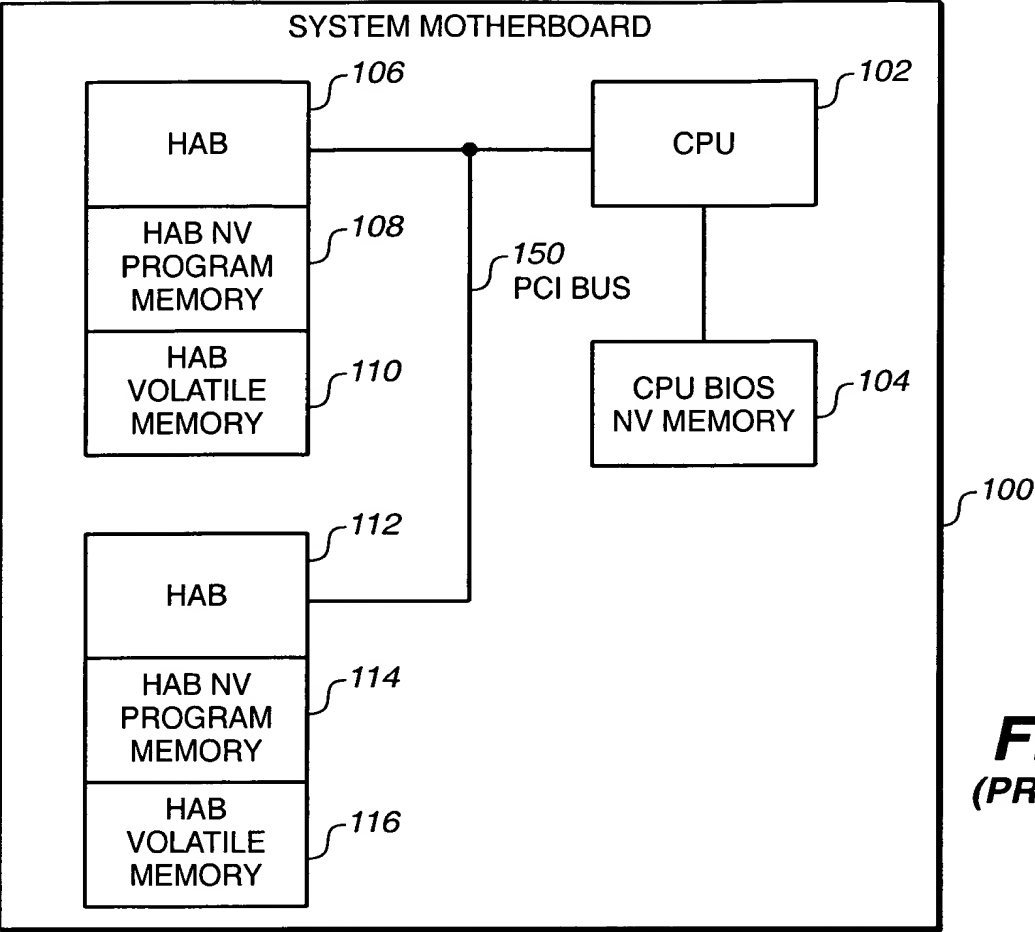 SYSTEM MOTHERBOARD
106
HAB
102
CPU
108
HAB NV
PROGRAM
MEMORY
150
PCI BUS
110
HAB
VOLATILE
MEMORY
104
CPU BIOS
NV MEMORY
100
112
HAB
114
HAB NV
PROGRAM
MEMORY
116
HAB
VOLATILE
MEMORY